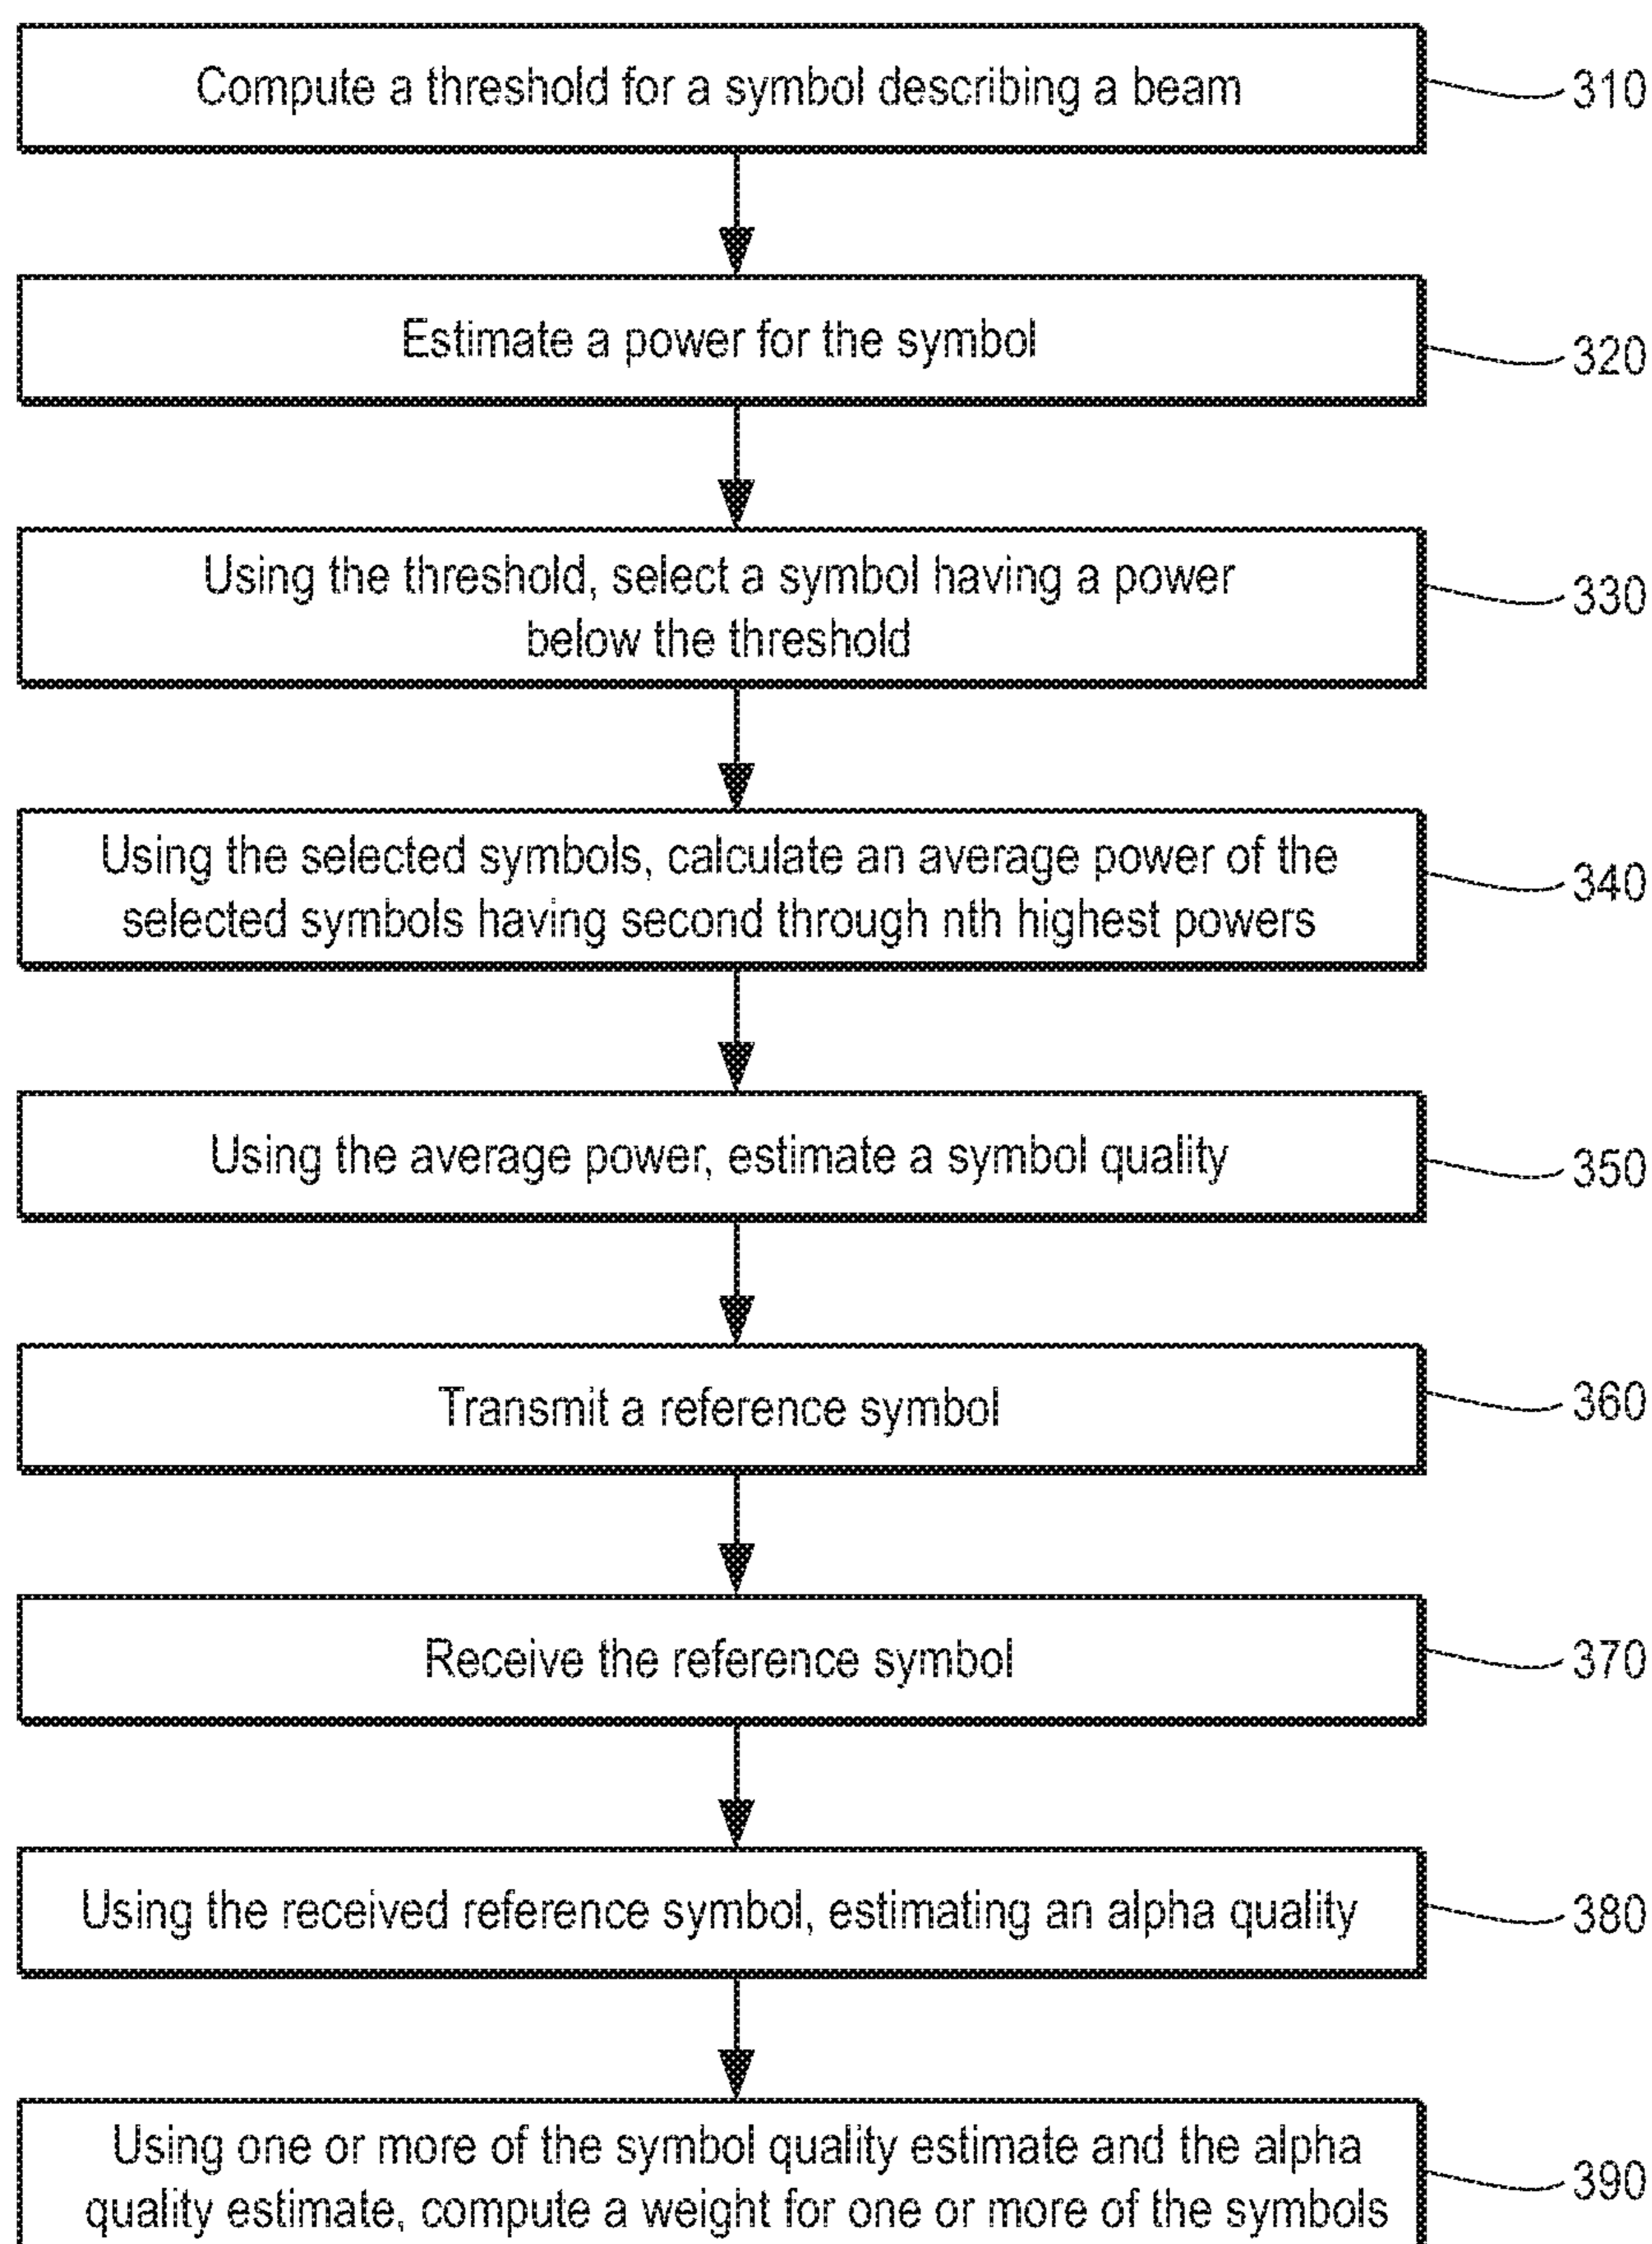 Compute a threshold for a symbol describing a beam
310
Estimate a power for the symbol
320
Using the threshold, select a symbol having a power
below the threshold
330
Using the selected symbols, calculate an average power of the
selected symbols having second through nth highest powers
340
Using the average power, estimate a symbol quality
350
Transmit a reference symbol
360
Receive the reference symbol
370
Using the received reference symbol, estimating an alpha quality
380
Using one or more of the symbol quality estimate and the alpha
quality estimate, compute a weight for one or more of the symbols
390